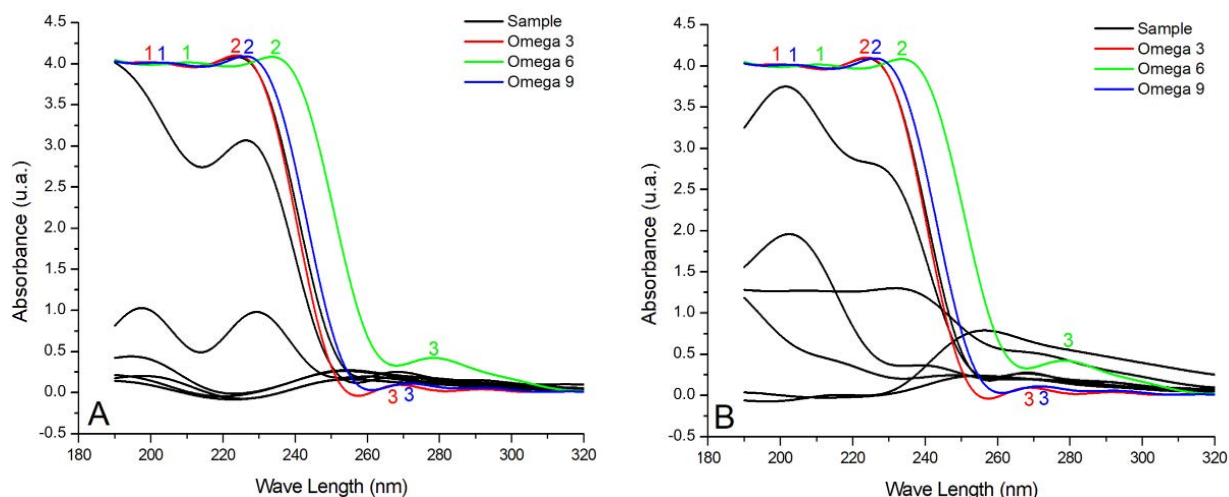 4.5
4.0
3.5
3.0
2.5
2.0
1.5
1.0
0.5
0.0
-0.5
Absorbance (u.a.)
1 1 1 2 2 2
3
3 3
Sample
Omega 3
Omega 6
Omega 9
A
180 200 220 240 260 280 300 320
Wave Length (nm)
4.5
4.0
3.5
3.0
2.5
2.0
1.5
1.0
0.5
0.0
-0.5
Absorbance (u.a.)
1 1 1 2 2 2
3
3 3
Sample
Omega 3
Omega 6
Omega 9
B
180 200 220 240 260 280 300 320
Wave Length (nm)